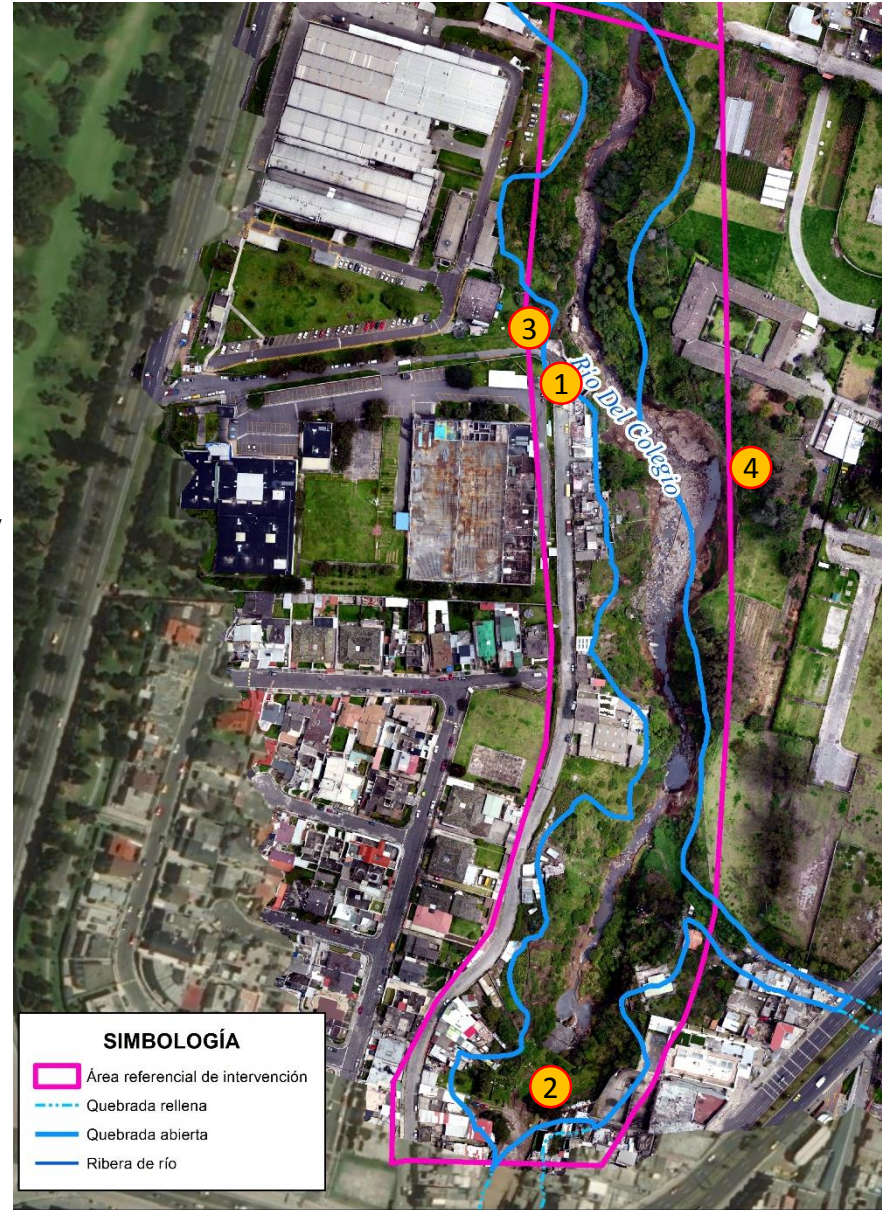 3
1
Río Del Colegio
4
2
SIMBOLOGÍA
Área referencial de intervención
Quebrada rellena
Quebrada abierta
Ribera de río